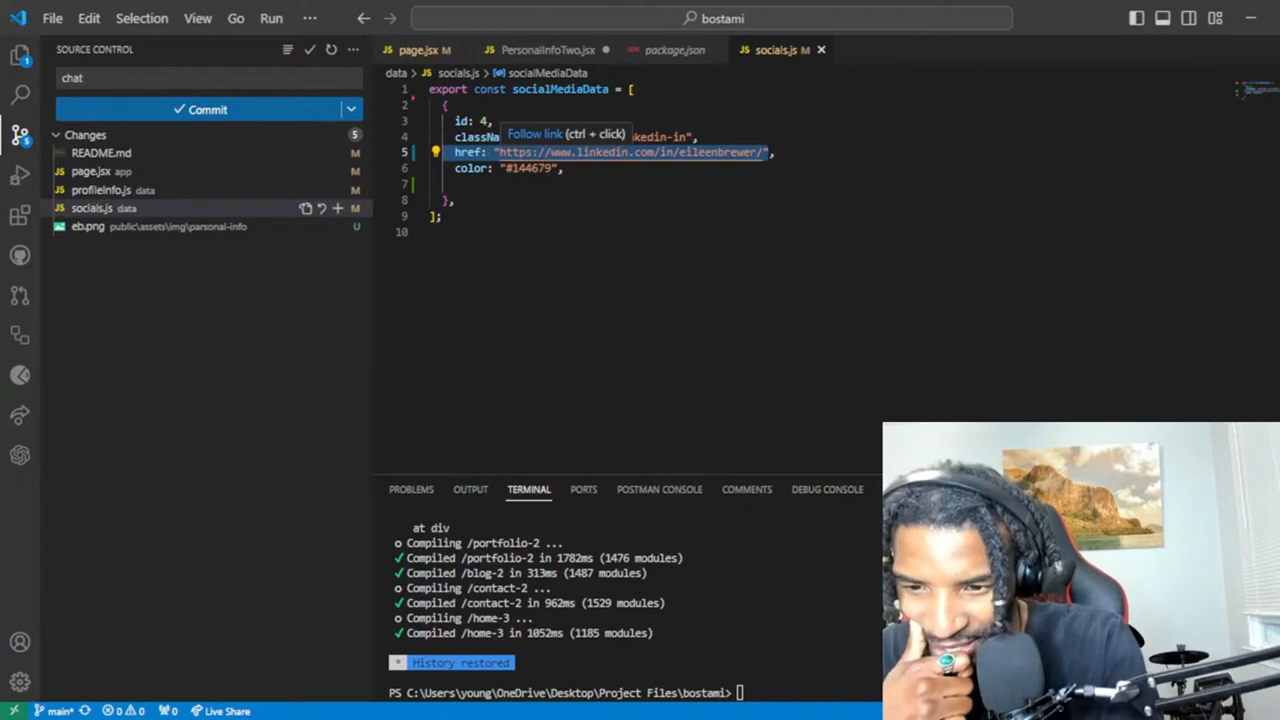 File Edit Selection View Go Run ··· bostami
SOURCE CONTROL
chat
Commit
Changes 5
README.md M
page.jsx app M
profileInfo.js data M
socials.js data M
eb.png public\assets\img\parsonal-info U
page.jsx M PersonalInfoTwo.jsx package.json socials.js M
data > JS socials.js > socialMediaData
1 export const socialMediaData = [
2 {
3 id: 4,
Follow link (ctrl + click)
4 classNa kedin-in",
5 href: "https://www.linkedin.com/in/eileenbrewer/",
6 color: "#144679",
7
8 },
9 ];
10
PROBLEMS OUTPUT TERMINAL PORTS POSTMAN CONSOLE COMMENTS DEBUG CONSOLE
at div
o Compiling /portfolio-2 ...
✓ Compiled /portfolio-2 in 1782ms (1476 modules)
✓ Compiled /blog-2 in 313ms (1487 modules)
o Compiling /contact-2 ...
✓ Compiled /contact-2 in 962ms (1529 modules)
o Compiling /home-3 ...
✓ Compiled /home-3 in 1052ms (1185 modules)
* History restored
PS C:\Users\young\OneDrive\Desktop\Project Files\bostami>
main* 0 0 0 Live Share